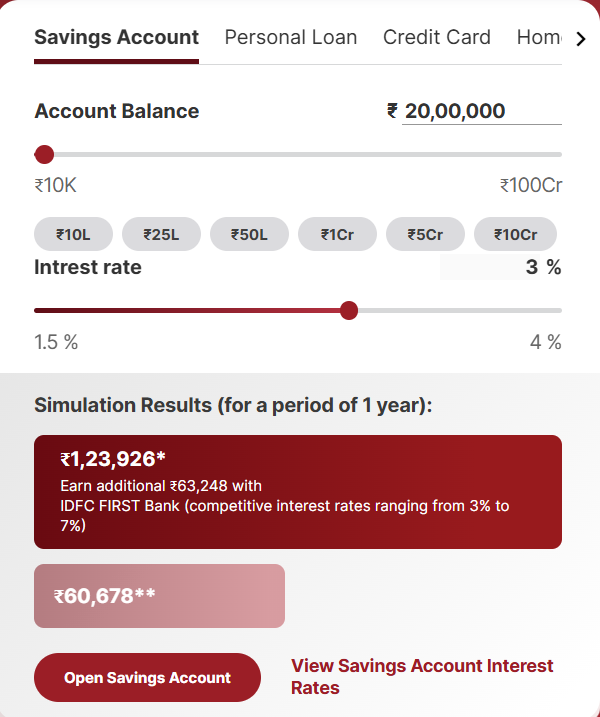 Savings Account Personal Loan Credit Card Hom
Account Balance ₹ 20,00,000
₹10K ₹100Cr
₹10L ₹25L ₹50L ₹1Cr ₹5Cr ₹10Cr
Intrest rate 3 %
1.5 % 4 %
Simulation Results (for a period of 1 year):
₹1,23,926*
Earn additional ₹63,248 with
IDFC FIRST Bank (competitive interest rates ranging from 3% to
7%)
₹60,678**
Open Savings Account
View Savings Account Interest
Rates